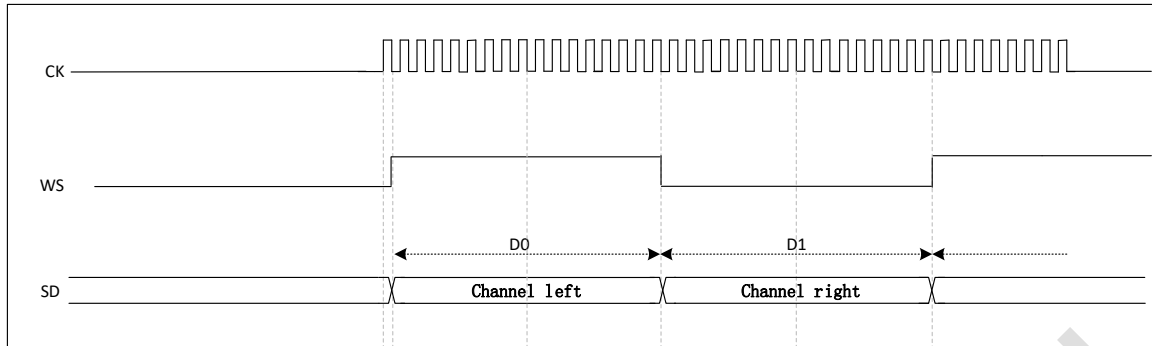 CK
WS
D0
D1
SD
Channel left
Channel right